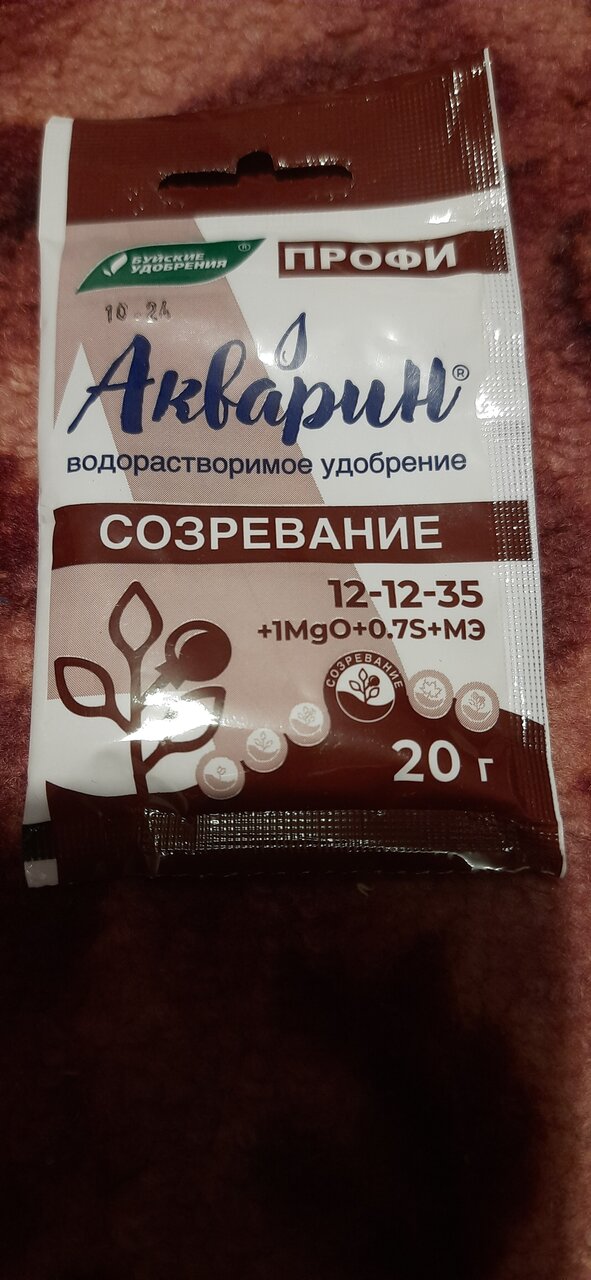 БУЙСКИЕ
УДОБРЕНИЯ ®
ПРОФИ
10 24
Акварин®
водорастворимое удобрение
СОЗРЕВАНИЕ
12-12-35
+1MgO+0.7S+МЭ
СОЗРЕВАНИЕ
20 г